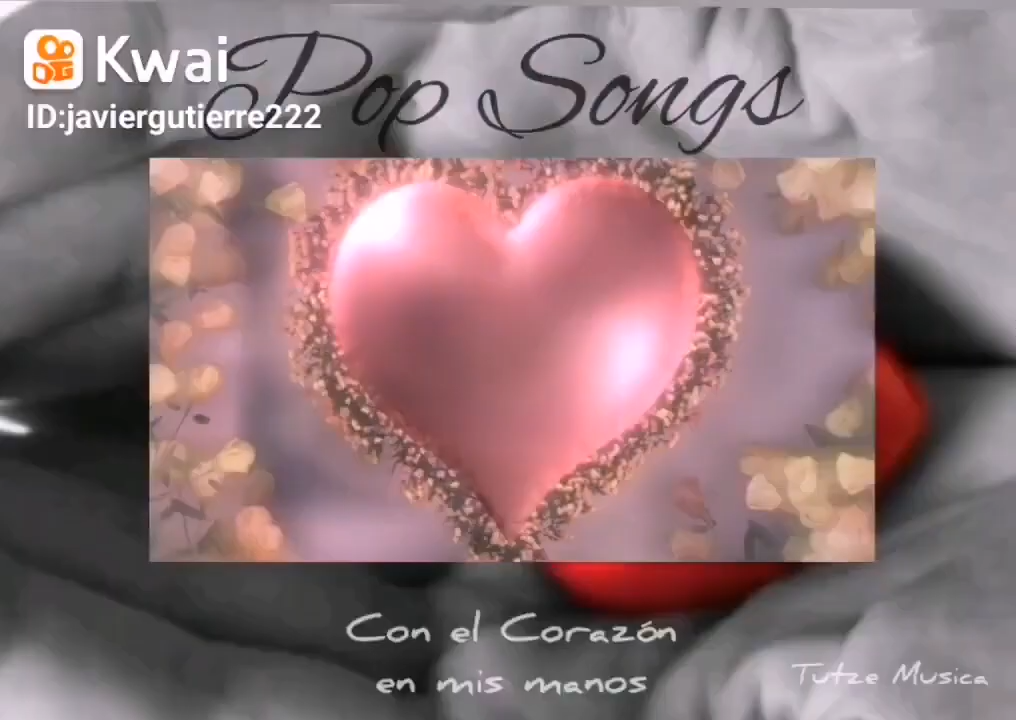 Kwai
Pop Songs
ID:javiergutierre222
Con el Corazón
en mis manos
Tutze Musica